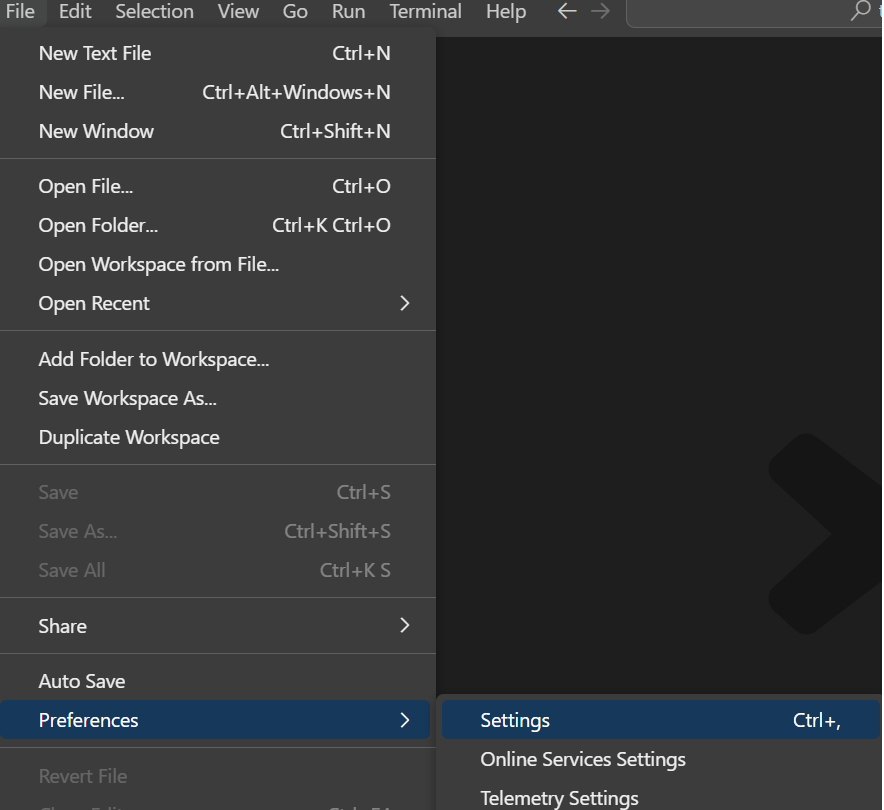 File Edit Selection View Go Run Terminal Help
New Text File Ctrl+N
New File... Ctrl+Alt+Windows+N
New Window Ctrl+Shift+N
Open File... Ctrl+O
Open Folder... Ctrl+K Ctrl+O
Open Workspace from File...
Open Recent
Add Folder to Workspace...
Save Workspace As...
Duplicate Workspace
Save Ctrl+S
Save As... Ctrl+Shift+S
Save All Ctrl+K S
Share
Auto Save
Preferences
Settings Ctrl+,
Online Services Settings
Revert File
Telemetry Settings